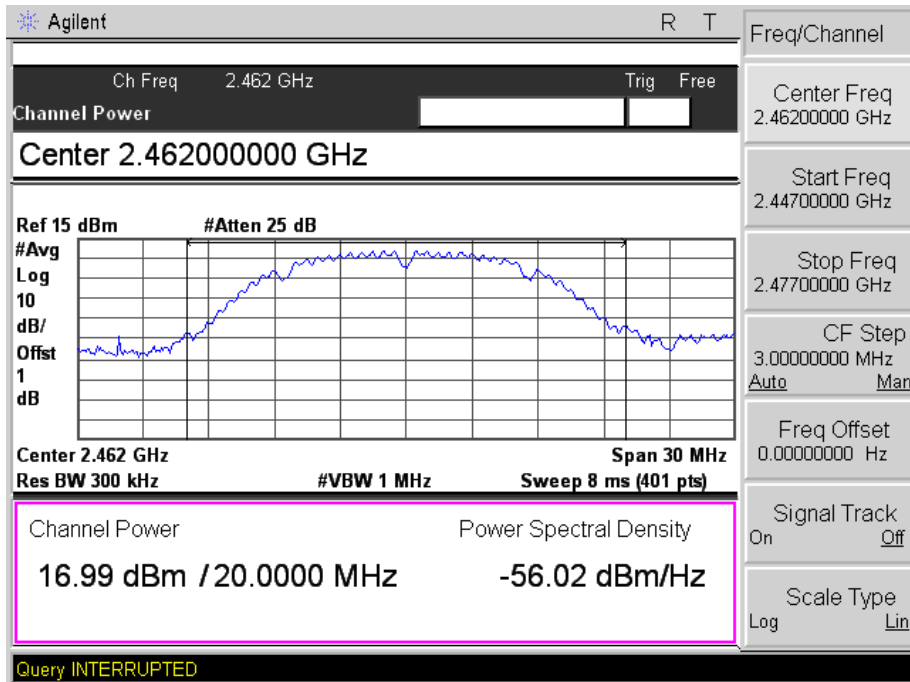 Agilent R T
Ch Freq 2.462 GHz Trig Free
Channel Power
Center 2.462000000 GHz
Ref 15 dBm #Atten 25 dB
#Avg
Log
10
dB/
Offst
1
dB
Center 2.462 GHz Span 30 MHz
Res BW 300 kHz #VBW 1 MHz Sweep 8 ms (401 pts)
Channel Power Power Spectral Density
16.99 dBm / 20.0000 MHz -56.02 dBm/Hz
Query INTERRUPTED
Freq/Channel
Center Freq
2.46200000 GHz
Start Freq
2.44700000 GHz
Stop Freq
2.47700000 GHz
CF Step
3.00000000 MHz
Auto Man
Freq Offset
0.00000000 Hz
Signal Track
On Off
Scale Type
Log Lin